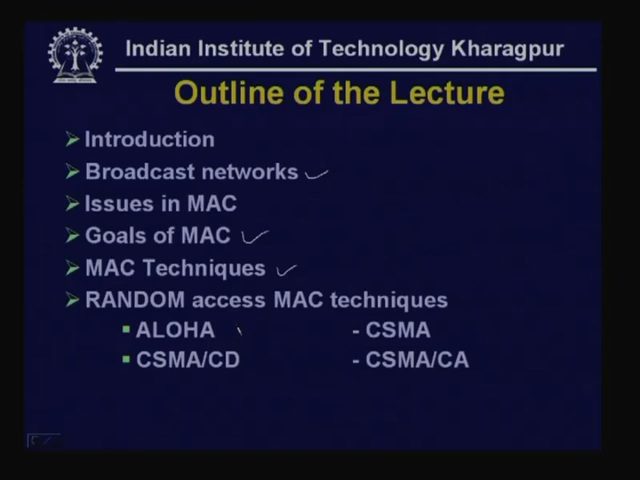 Indian Institute of Technology Kharagpur
Outline of the Lecture
Introduction
Broadcast networks
Issues in MAC
Goals of MAC
MAC Techniques
RANDOM access MAC techniques
ALOHA - CSMA
CSMA/CD - CSMA/CA